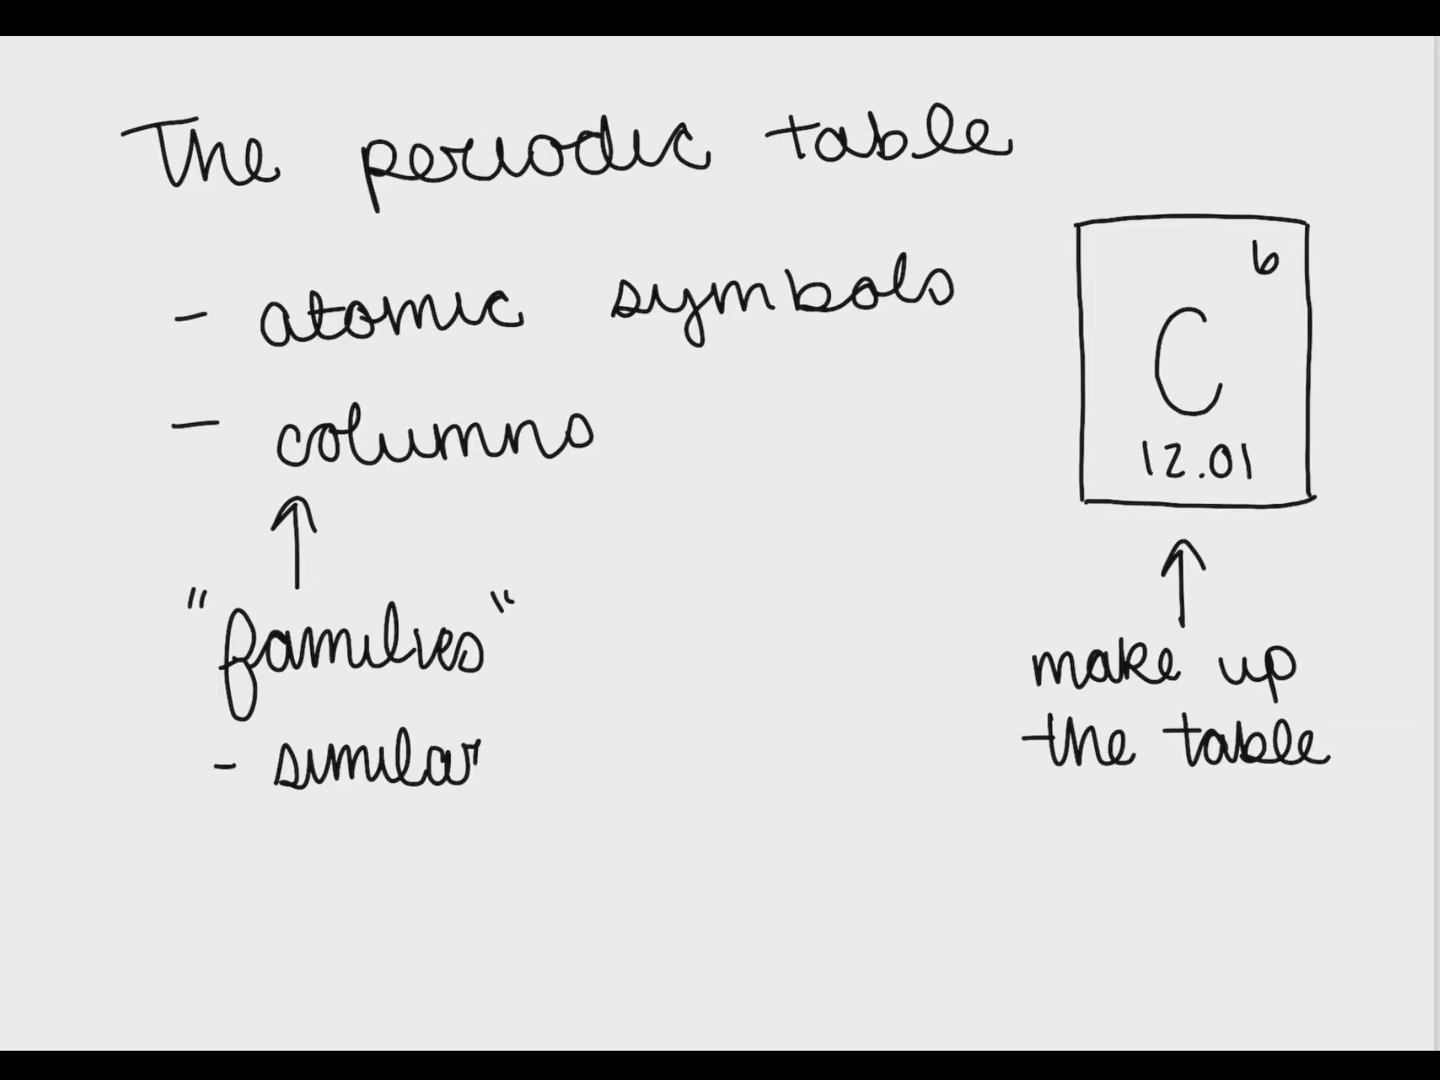 The periodic table
- atomic symbols
- columns
"families"
- similar
6
C
12.01
make up
the table